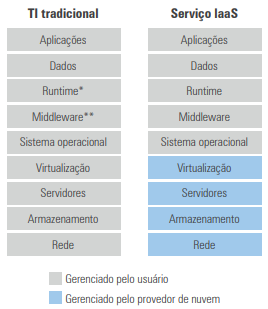 TI tradicional
Aplicações
Dados
Runtime*
Middleware**
Sistema operacional
Virtualização
Servidores
Armazenamento
Rede
Serviço IaaS
Aplicações
Dados
Runtime
Middleware
Sistema operacional
Virtualização
Servidores
Armazenamento
Rede
Gerenciado pelo usuário
Gerenciado pelo provedor de nuvem